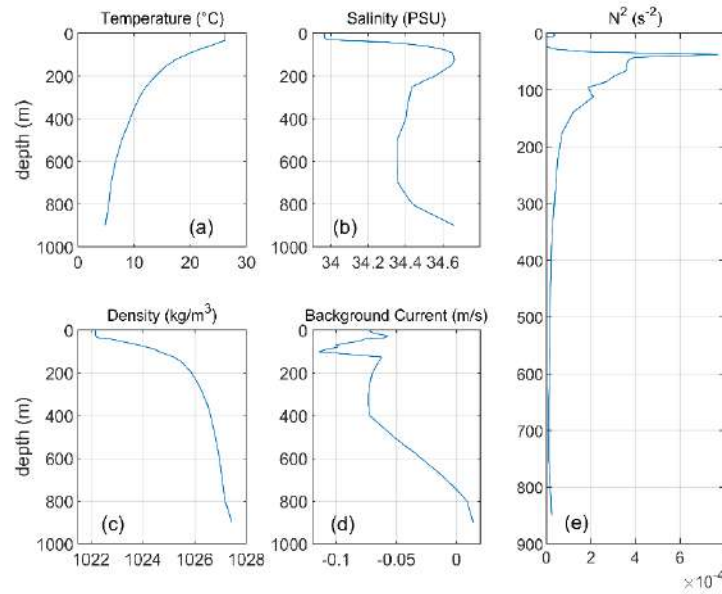 Temperature (°C)
0
200
400
600
800
1000
depth (m)
(a)
0 10 20 30
Salinity (PSU)
0
200
400
600
800
1000
(b)
34 34.2 34.4 34.6
N² (s⁻²)
0
100
200
300
400
500
600
700
800
900
(e)
0 2 4 6
×10⁻⁴
Density (kg/m³)
0
200
400
600
800
1000
depth (m)
(c)
1022 1024 1026 1028
Background Current (m/s)
0
200
400
600
800
1000
(d)
-0.1 -0.05 0